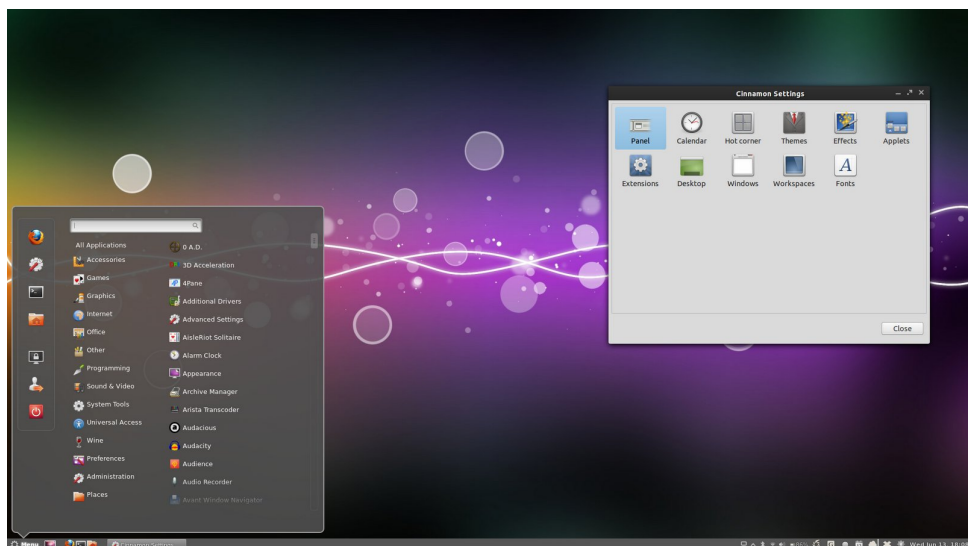 Cinnamon Settings
Panel
Calendar
Hot corner
Themes
Effects
Applets
Extensions
Desktop
Windows
Workspaces
Fonts
Close
All Applications
Accessories
Games
Graphics
Internet
Office
Other
Programming
Sound & Video
System Tools
Universal Access
Wine
Preferences
Administration
Places
0 A.D.
3D Acceleration
4Pane
Additional Drivers
Advanced Settings
AisleRiot Solitaire
Alarm Clock
Appearance
Archive Manager
Arista Transcoder
Audacious
Audacity
Audience
Audio Recorder
Avant Window Navigator
Menu
Cinnamon Settings
Wed Jun 13, 18:08